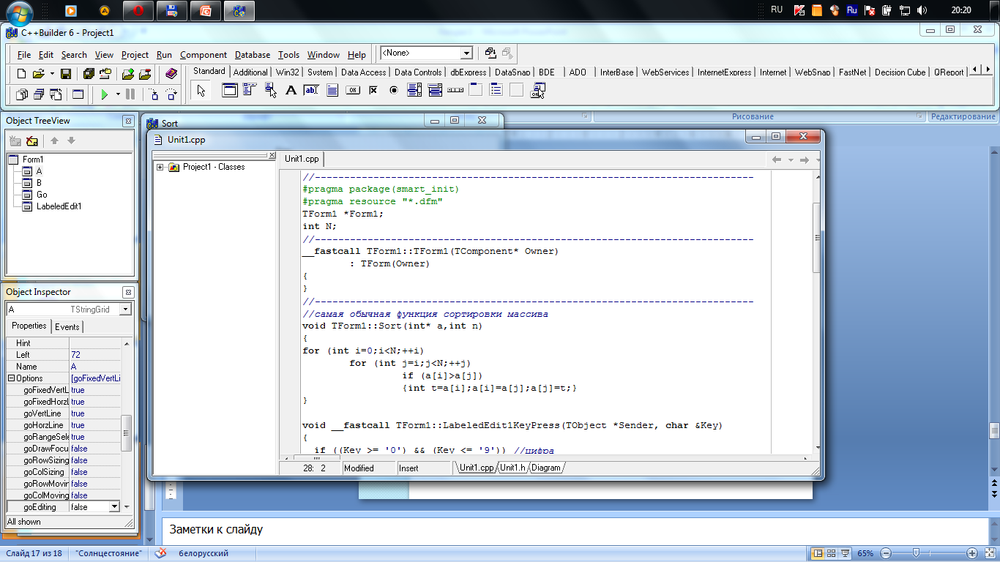 RU
Ru
20:20
C++Builder 6 - Project1
File Edit Search View Project Run Component Database Tools Window Help
<None>
Standard Additional Win32 System Data Access Data Controls dbExpress DataSnap BDE ADO InterBase WebServices InternetExpress Internet WebSnap FastNet Decision Cube QReport
Рисование
Редактирование
Object TreeView
Form1
A
B
Go
LabeledEdit1
Sort
Unit1.cpp
Project1 - Classes
Unit1.cpp
//---------------------------------------------------------------------------
#pragma package(smart_init)
#pragma resource "*.dfm"
TForm1 *Form1;
int N;
//---------------------------------------------------------------------------
__fastcall TForm1::TForm1(TComponent* Owner)
: TForm(Owner)
{
}
//---------------------------------------------------------------------------
//самая обычная функция сортировки массива
void TForm1::Sort(int* a,int n)
{
for (int i=0;i<N;++i)
for (int j=i;j<N;++j)
if (a[i]>a[j])
{int t=a[i];a[i]=a[j];a[j]=t;}
}
void __fastcall TForm1::LabeledEdit1KeyPress(TObject *Sender, char &Key)
{
if ((Key >= '0') && (Key <= '9')) //цифра
28: 2
Modified
Insert
Unit1.cpp Unit1.h Diagram
Object Inspector
A TStringGrid
Properties Events
Hint
Left 72
Name A
Options [goFixedVertLi
goFixedVertL true
goFixedHorzL true
goVertLine true
goHorzLine true
goRangeSele true
goDrawFocu false
goRowSizing false
goColSizing false
goRowMovin false
goColMoving false
goEditing false
All shown
Заметки к слайду
Слайд 17 из 18
"Солнцестояние"
белорусский
65%